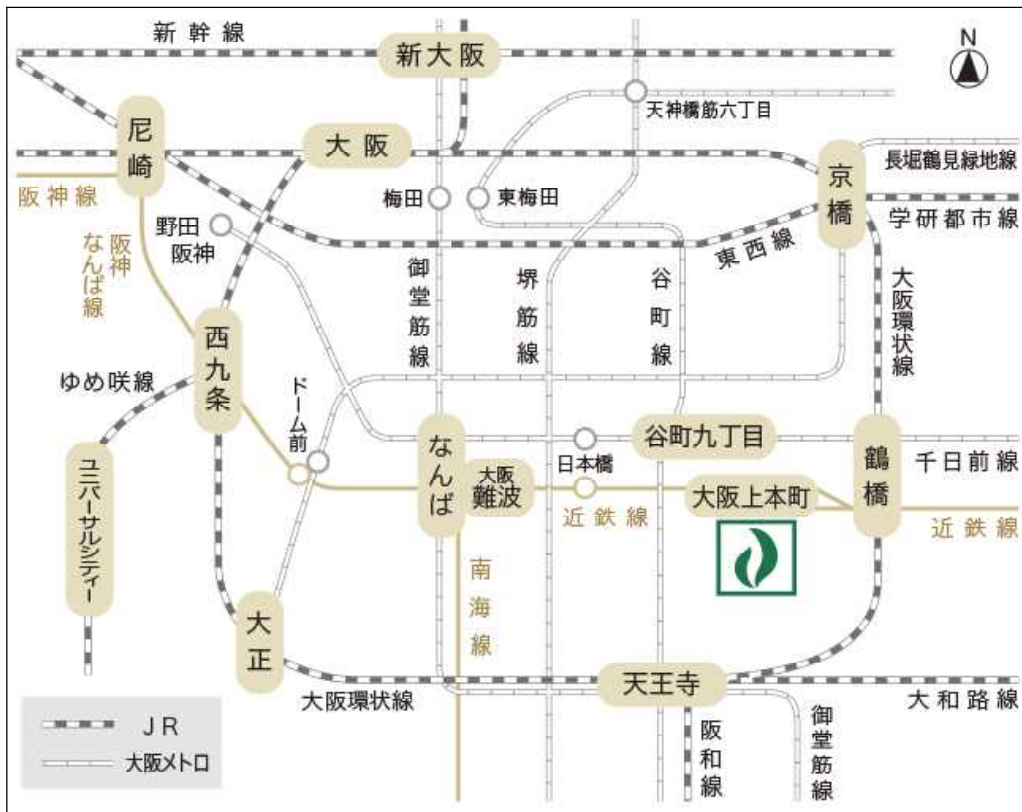 新幹線
新大阪
N
天神橋筋六丁目
尼崎
大阪
京橋
長堀鶴見緑地線
阪神線
梅田
東梅田
学研都市線
野田
阪神
東西線
阪神
なんば線
御堂筋線
堺筋線
谷町線
大阪環状線
西九条
ゆめ咲線
ドーム前
なんば
谷町九丁目
鶴橋
千日前線
日本橋
大阪
難波
大阪上本町
近鉄線
近鉄線
ユニバーサルシティー
南海線
大正
天王寺
大阪環状線
大和路線
阪和線
御堂筋線
JR
大阪メトロ